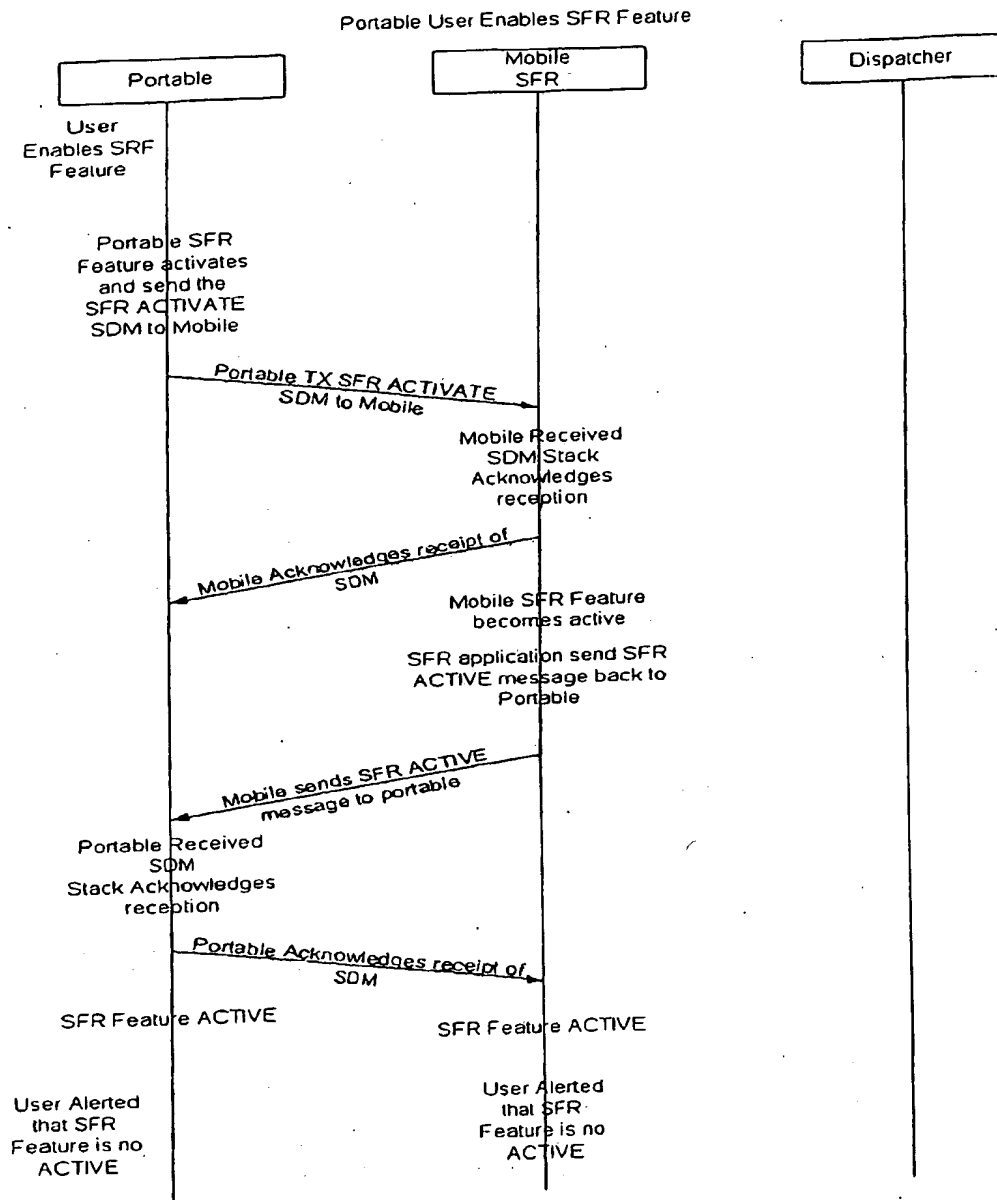 Portable User Enables SFR Feature
Portable
Mobile
SFR
Dispatcher
User
Enables SRF
Feature
Portable SFR
Feature activates
and send the
SFR ACTIVATE
SDM to Mobile
Portable TX SFR ACTIVATE
SDM to Mobile
Mobile Received
SDM Stack
Acknowledges
reception
Mobile Acknowledges receipt of
SDM
Mobile SFR Feature
becomes active
SFR application send SFR
ACTIVE message back to
Portable
Mobile sends SFR ACTIVE
message to portable
Portable Received
SDM
Stack Acknowledges
reception
Portable Acknowledges receipt of
SDM
SFR Feature ACTIVE
SFR Feature ACTIVE
User Alerted
that SFR
Feature is no
ACTIVE
User Alerted
that SFR
Feature is no
ACTIVE